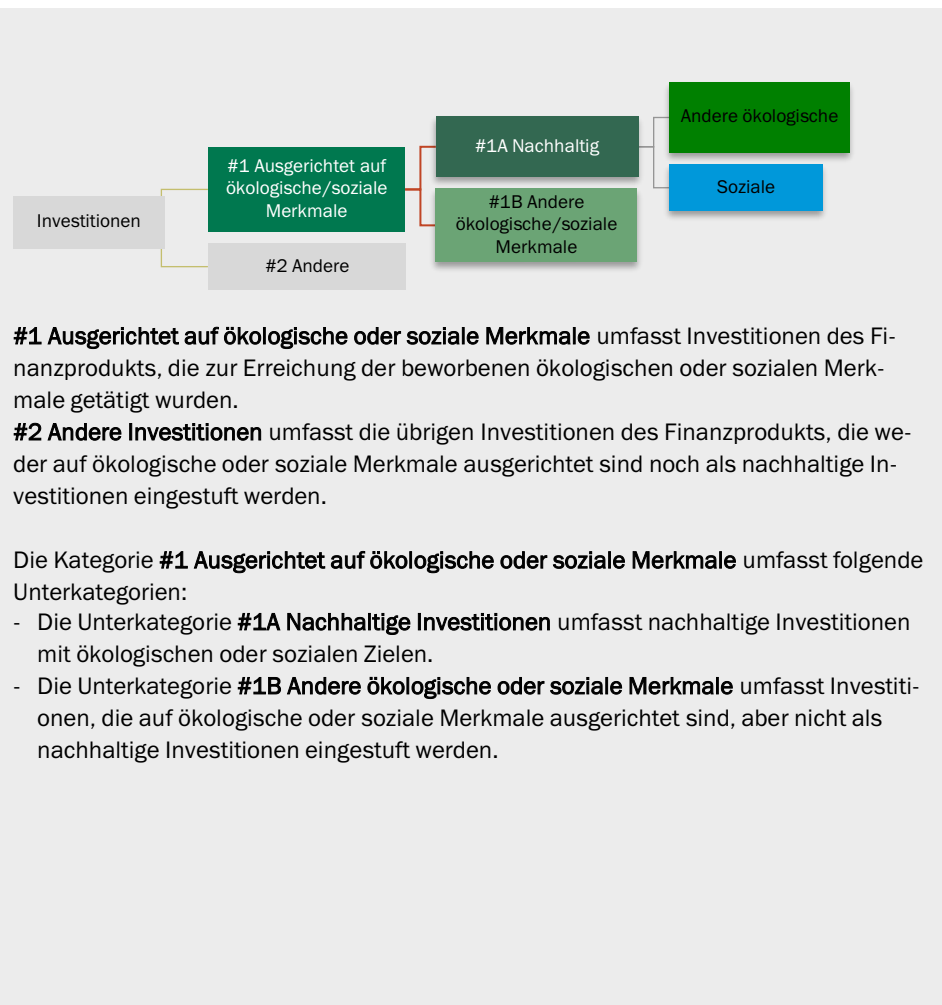 Investitionen
#1 Ausgerichtet auf
ökologische/soziale
Merkmale
#2 Andere
#1A Nachhaltig
#1B Andere
ökologische/soziale
Merkmale
Andere ökologische
Soziale
#1 Ausgerichtet auf ökologische oder soziale Merkmale umfasst Investitionen des Fi-
nanzprodukts, die zur Erreichung der beworbenen ökologischen oder sozialen Merk-
male getätigt wurden.
#2 Andere Investitionen umfasst die übrigen Investitionen des Finanzprodukts, die we-
der auf ökologische oder soziale Merkmale ausgerichtet sind noch als nachhaltige In-
vestitionen eingestuft werden.
Die Kategorie #1 Ausgerichtet auf ökologische oder soziale Merkmale umfasst folgende
Unterkategorien:
- Die Unterkategorie #1A Nachhaltige Investitionen umfasst nachhaltige Investitionen
mit ökologischen oder sozialen Zielen.
- Die Unterkategorie #1B Andere ökologische oder soziale Merkmale umfasst Investiti-
onen, die auf ökologische oder soziale Merkmale ausgerichtet sind, aber nicht als
nachhaltige Investitionen eingestuft werden.